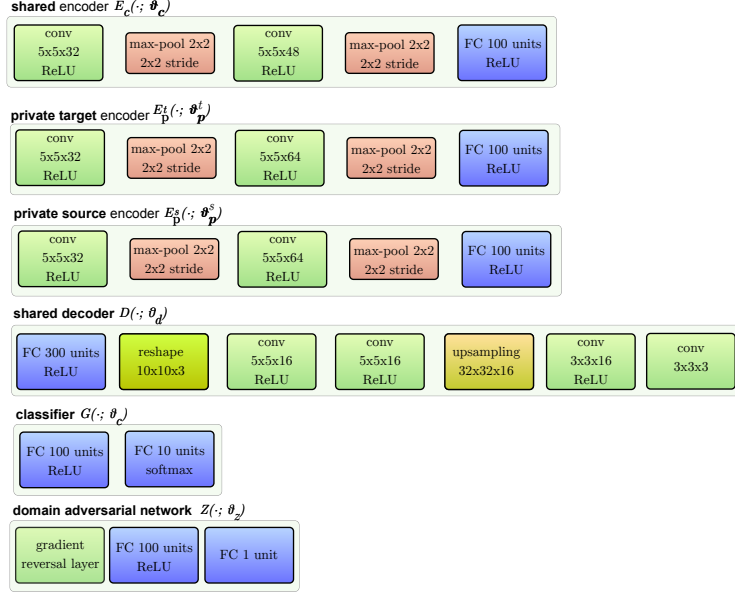 shared encoder E_c(·; ϑ_c)
conv max-pool 2x2 conv max-pool 2x2 FC 100 units
5x5x32 2x2 stride 5x5x48 2x2 stride ReLU
ReLU ReLU
private target encoder E_p^t(·; ϑ_p^t)
conv max-pool 2x2 conv max-pool 2x2 FC 100 units
5x5x32 2x2 stride 5x5x64 2x2 stride ReLU
ReLU ReLU
private source encoder E_p^s(·; ϑ_p^s)
conv max-pool 2x2 conv max-pool 2x2 FC 100 units
5x5x32 2x2 stride 5x5x64 2x2 stride ReLU
ReLU ReLU
shared decoder D(·; ϑ_d)
FC 300 units reshape conv conv upsampling conv conv
ReLU 10x10x3 5x5x16 5x5x16 32x32x16 3x3x16 3x3x3
ReLU ReLU ReLU
classifier G(·; ϑ_c)
FC 100 units FC 10 units
ReLU softmax
domain adversarial network Z(·; ϑ_z)
gradient FC 100 units FC 1 unit
reversal layer ReLU